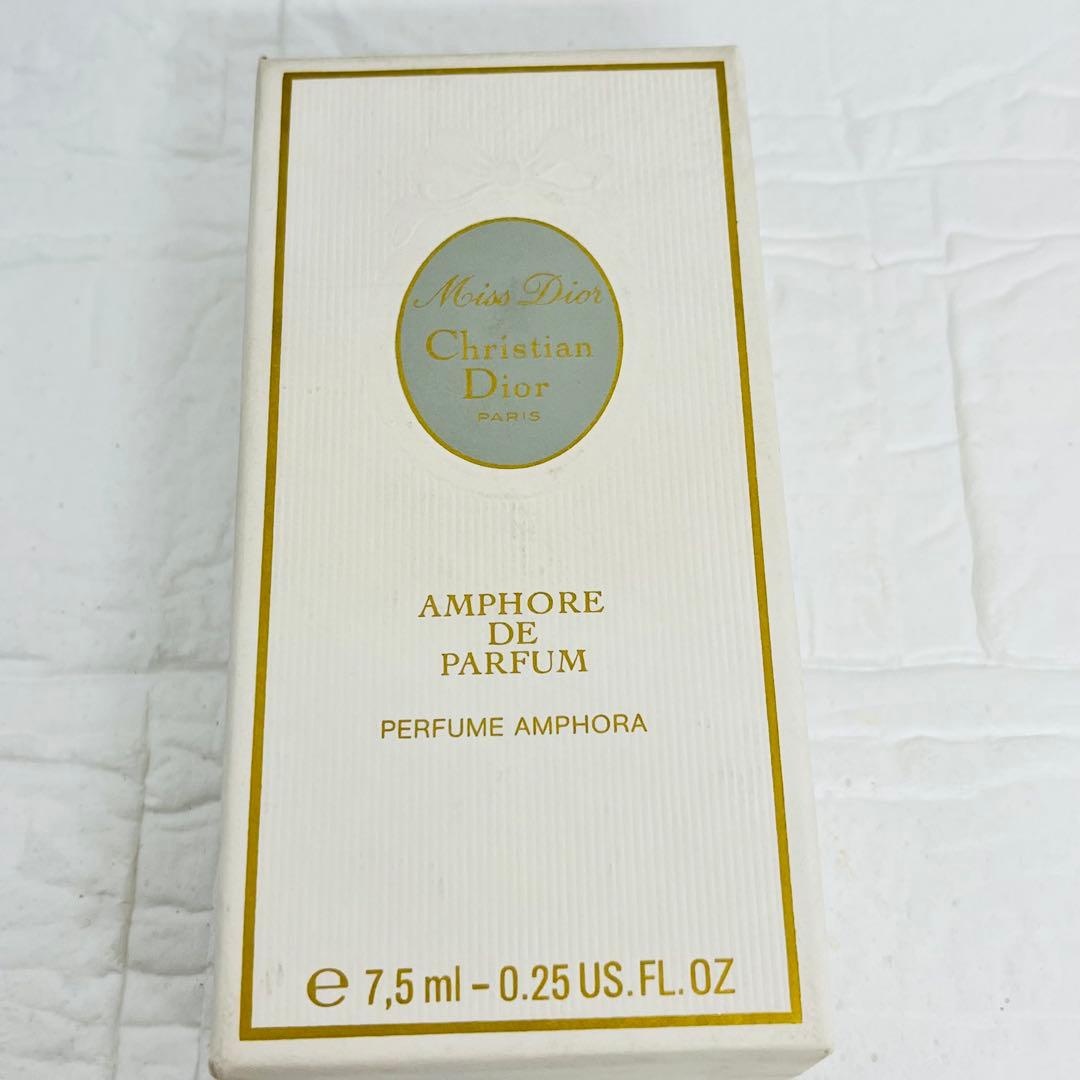 Miss Dior
Christian
Dior
PARIS
AMPHORE
DE
PARFUM
PERFUME AMPHORA
e 7,5 ml - 0.25 US. FL. OZ